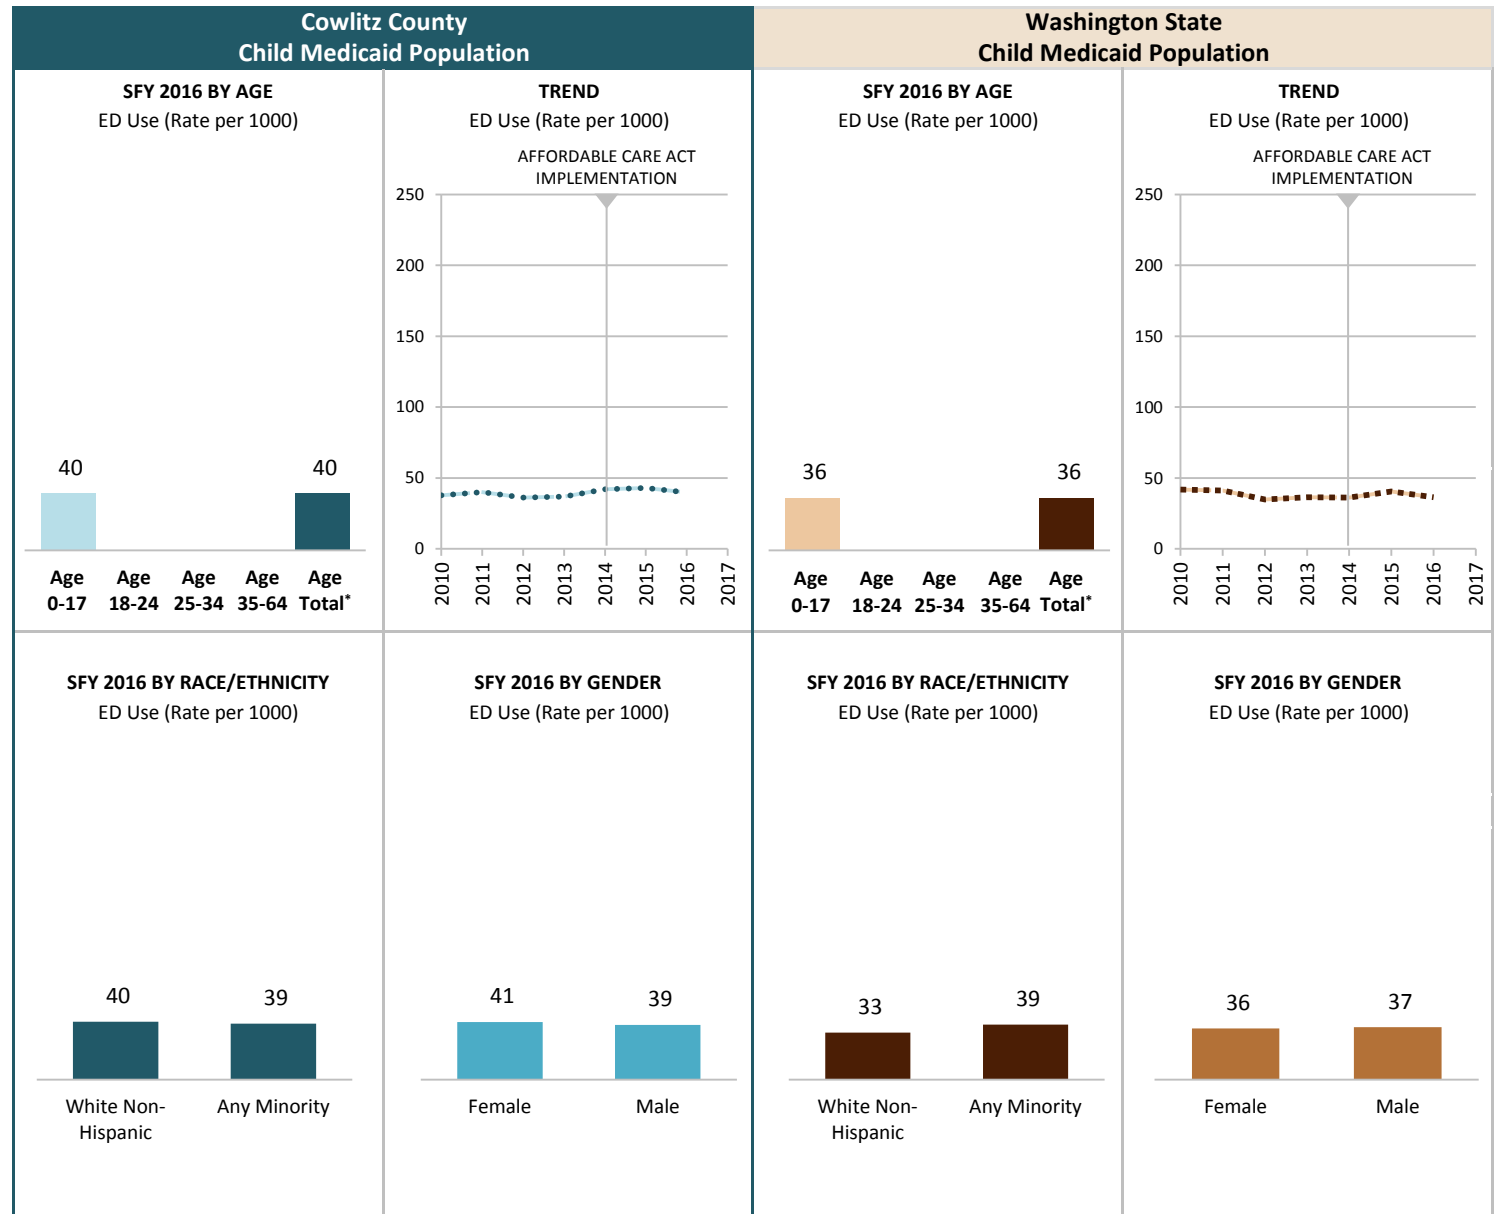 Cowlitz County
Child Medicaid Population
Washington State
Child Medicaid Population
SFY 2016 BY AGE
ED Use (Rate per 1000)
40
40
Age 0-17
Age 18-24
Age 25-34
Age 35-64
Age Total*
TREND
ED Use (Rate per 1000)
AFFORDABLE CARE ACT
IMPLEMENTATION
250
200
150
100
50
0
2010
2011
2012
2013
2014
2015
2016
2017
SFY 2016 BY AGE
ED Use (Rate per 1000)
36
36
Age 0-17
Age 18-24
Age 25-34
Age 35-64
Age Total*
TREND
ED Use (Rate per 1000)
AFFORDABLE CARE ACT
IMPLEMENTATION
250
200
150
100
50
0
2010
2011
2012
2013
2014
2015
2016
2017
SFY 2016 BY RACE/ETHNICITY
ED Use (Rate per 1000)
40
39
White Non-
Hispanic
Any Minority
SFY 2016 BY GENDER
ED Use (Rate per 1000)
41
39
Female
Male
SFY 2016 BY RACE/ETHNICITY
ED Use (Rate per 1000)
33
39
White Non-
Hispanic
Any Minority
SFY 2016 BY GENDER
ED Use (Rate per 1000)
36
37
Female
Male